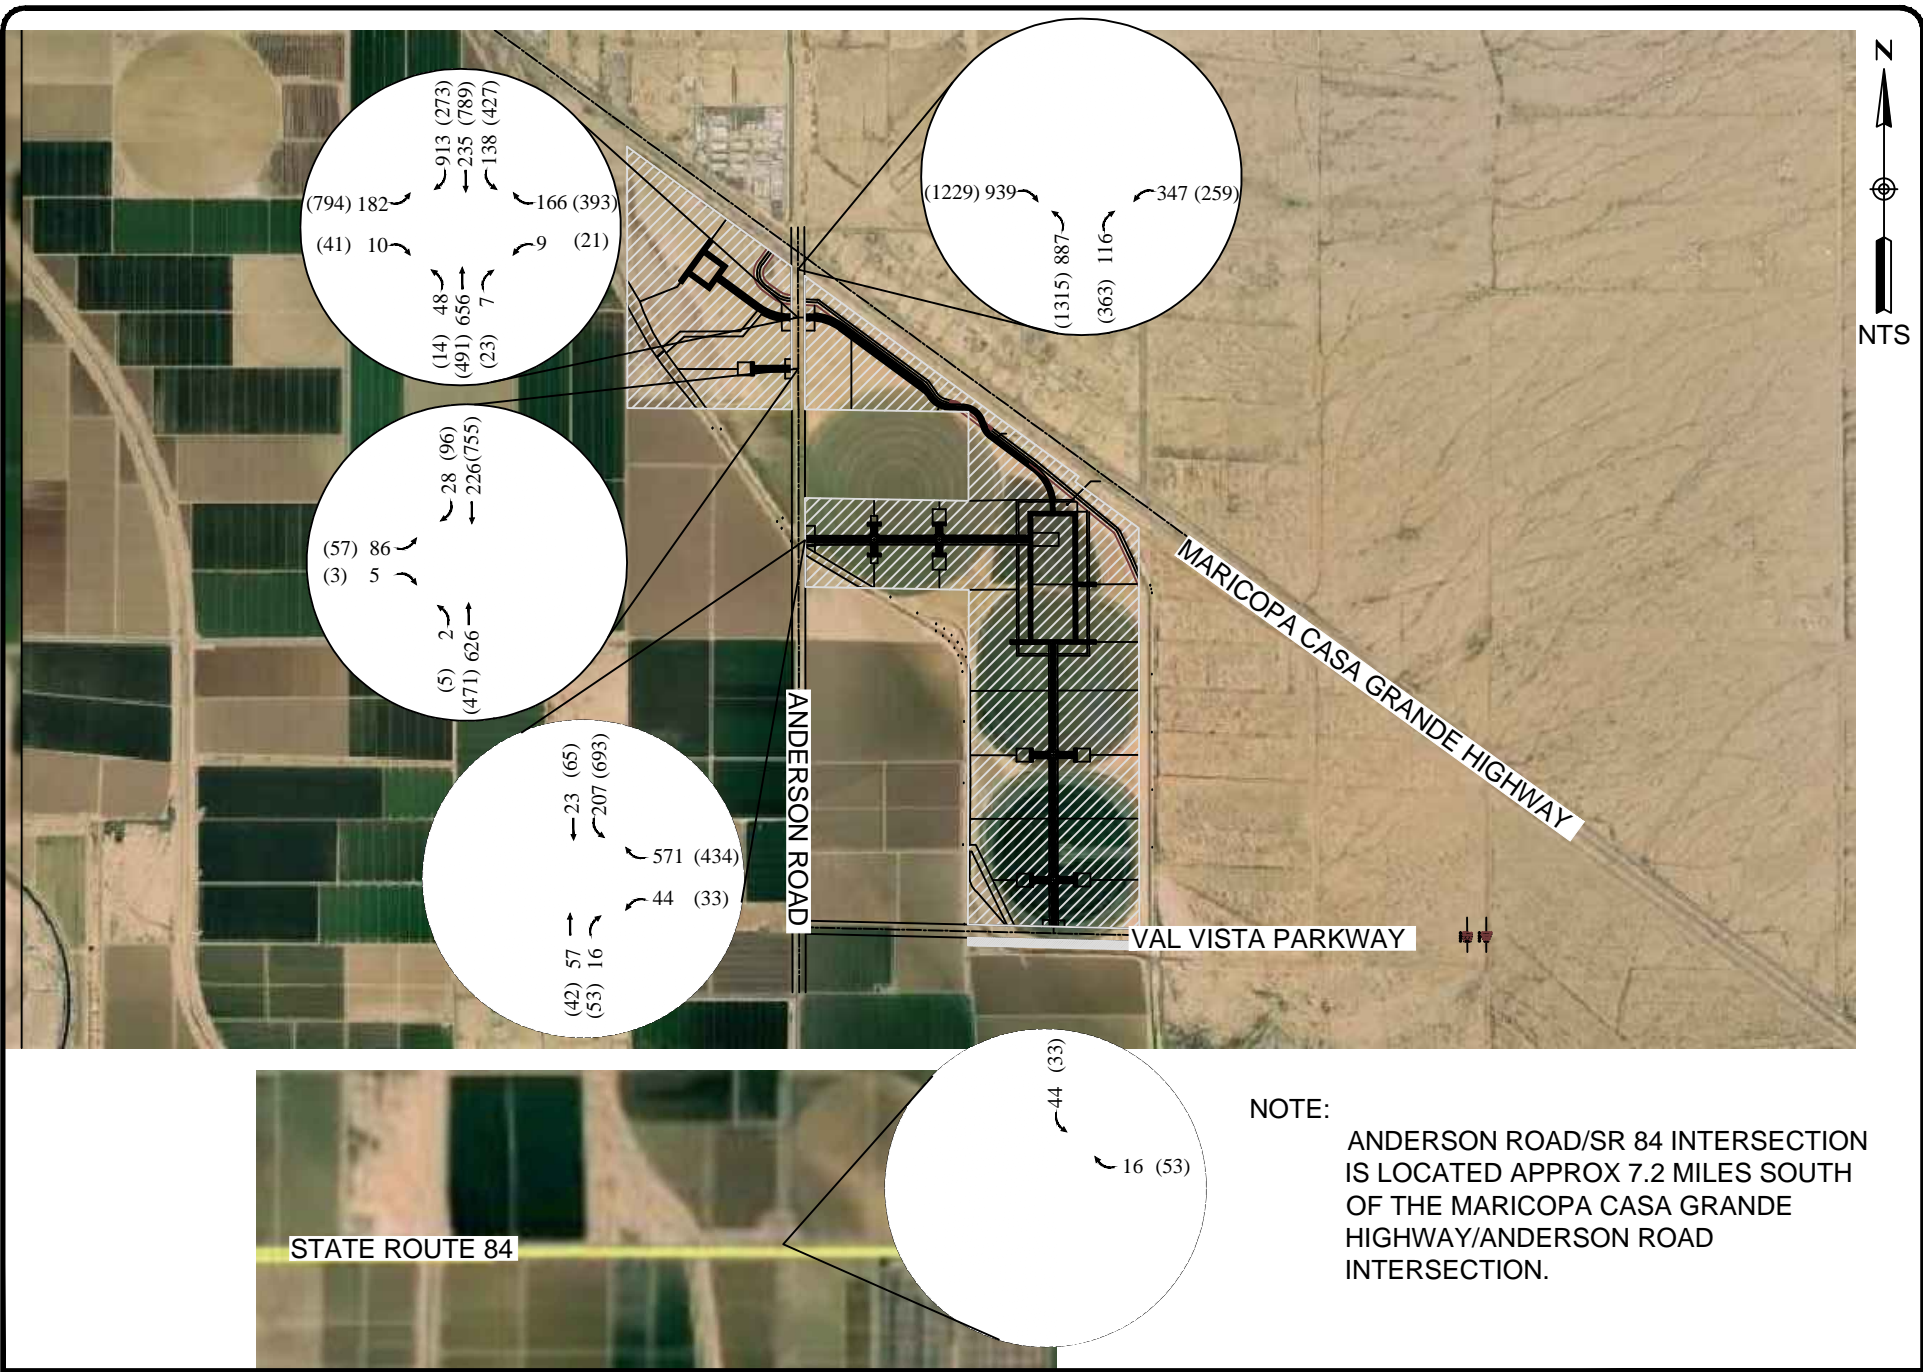 N
NTS
913 (273)
235 (789)
138 (427)
(794) 182
166 (393)
(41) 10
9 (21)
(14) 48
(491) 656
(23) 7
(1229) 939
347 (259)
(1315) 887
(363) 116
28 (96)
226 (755)
(57) 86
(3) 5
(5) 2
(471) 626
23 (65)
207 (693)
571 (434)
44 (33)
(42) 57
(53) 16
MARICOPA CASA GRANDE HIGHWAY
ANDERSON ROAD
VAL VISTA PARKWAY
44 (33)
16 (53)
STATE ROUTE 84
NOTE:
ANDERSON ROAD/SR 84 INTERSECTION
IS LOCATED APPROX 7.2 MILES SOUTH
OF THE MARICOPA CASA GRANDE
HIGHWAY/ANDERSON ROAD
INTERSECTION.